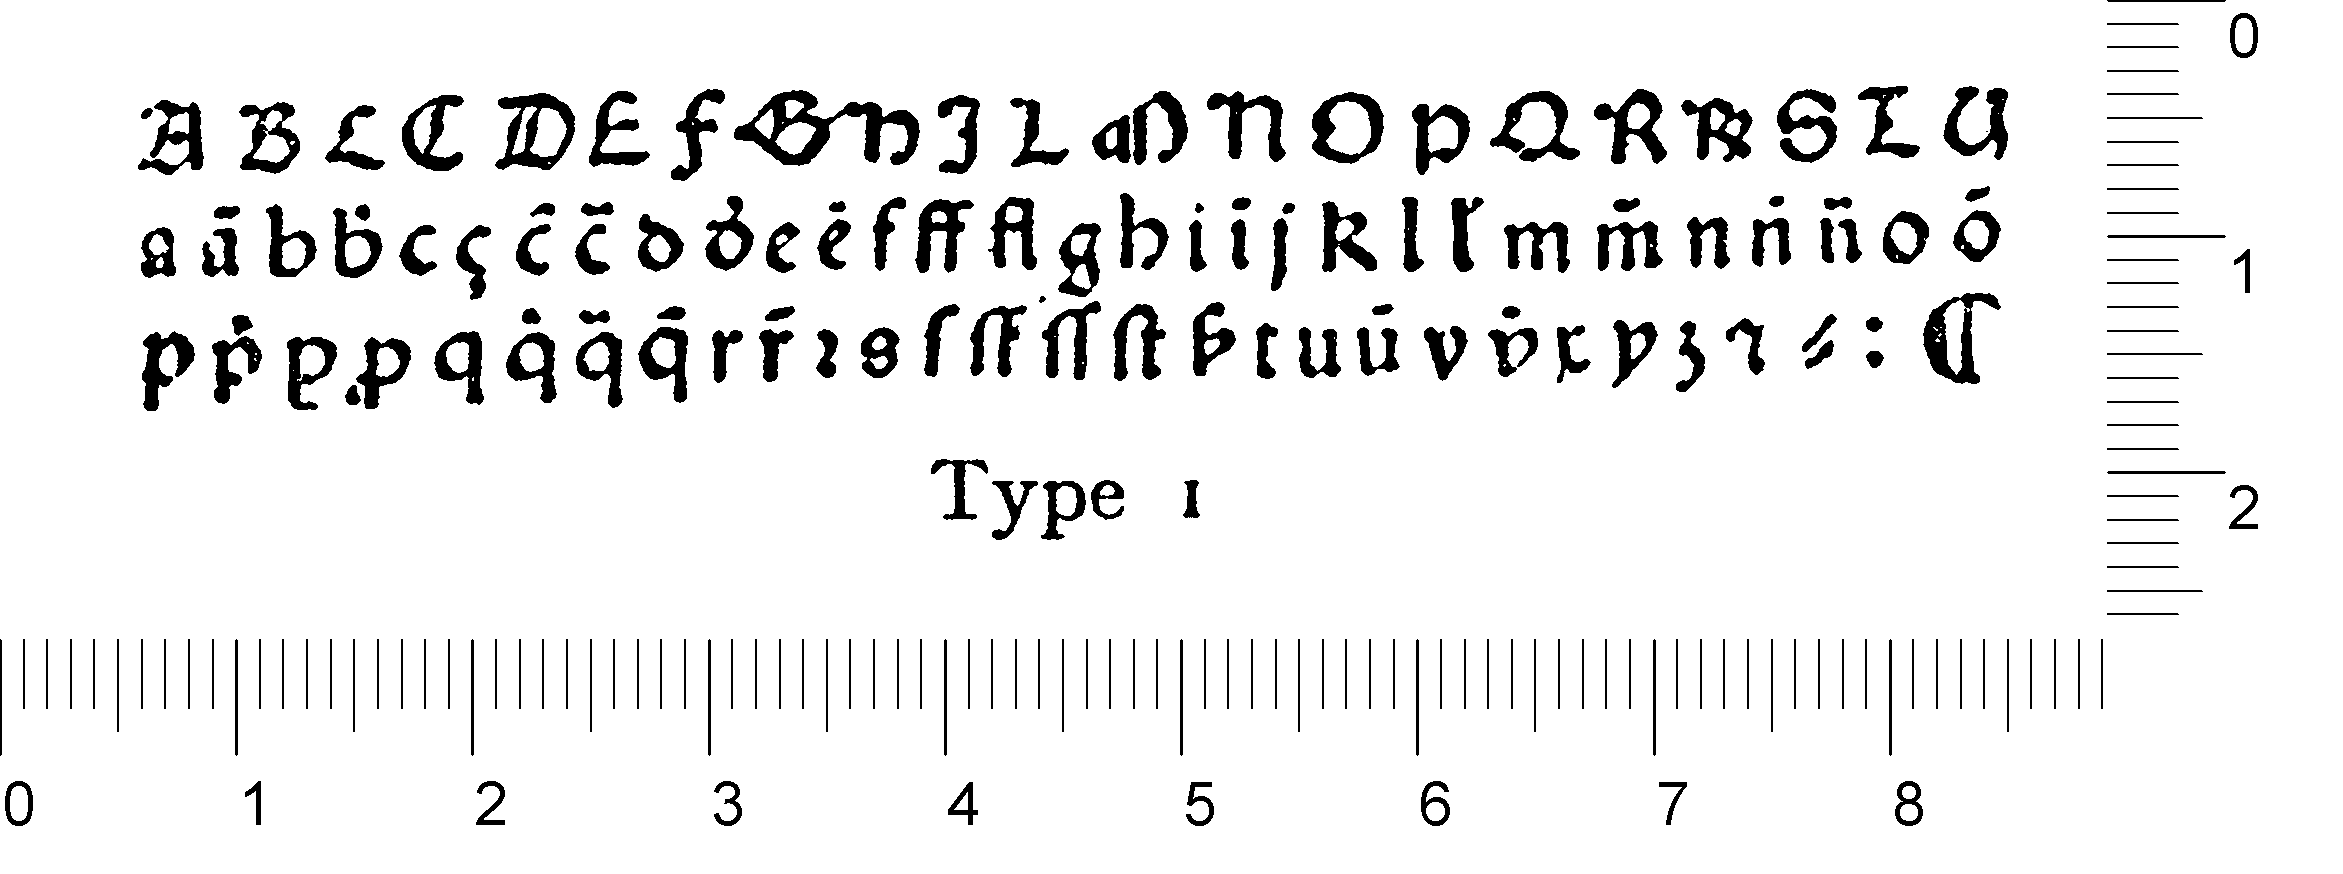 A B C C D E F G H I L M N O P Q R R̷ S T U
a ā b b̈ c ç c̄ c̃ d d̓ e ē f ff fl g h i ī j k l l̓ m m̄ n ṅ n̄ o ō
p ṗ ꝑ .p q q̇ q̃ q̄ r r̄ ꝛ s ſ ſſ ſſ ſt ẞ t u ū v v̇ x y ꝫ ⁊ ⸗ : ¶
Type 1
0 1 2 3 4 5 6 7 8
0
1
2